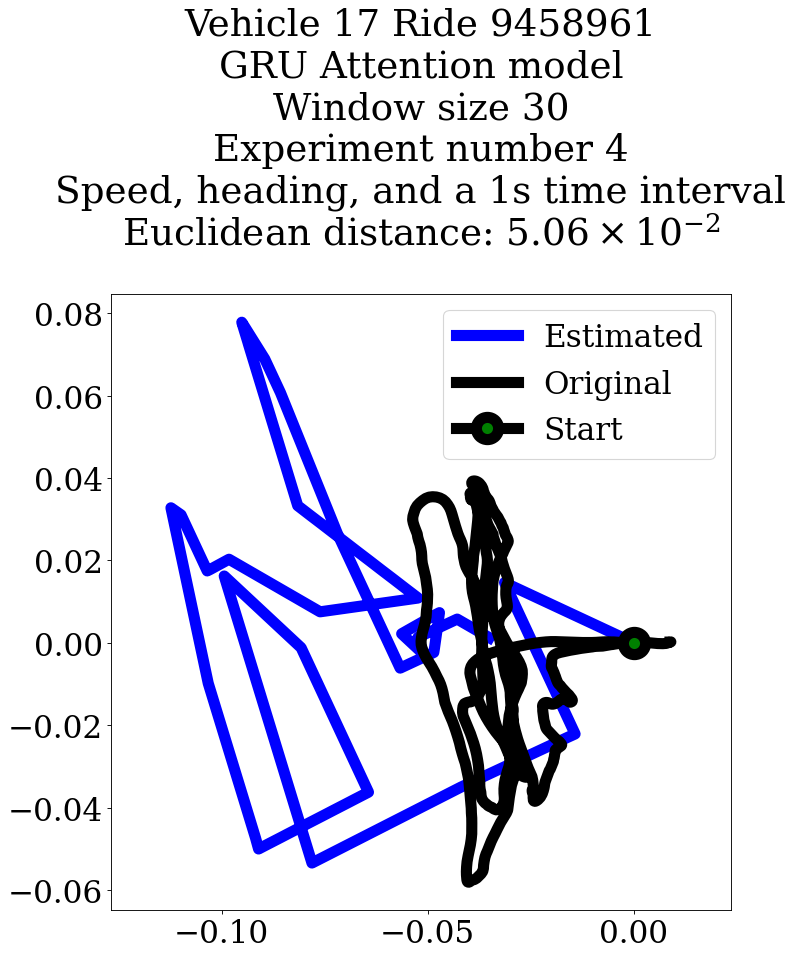 Vehicle 17 Ride 9458961
GRU Attention model
Window size 30
Experiment number 4
Speed, heading, and a 1s time interval
Euclidean distance: 5.06 × 10⁻²
0.08
0.06
0.04
0.02
0.00
−0.02
−0.04
−0.06
Estimated
Original
Start
−0.10
−0.05
0.00